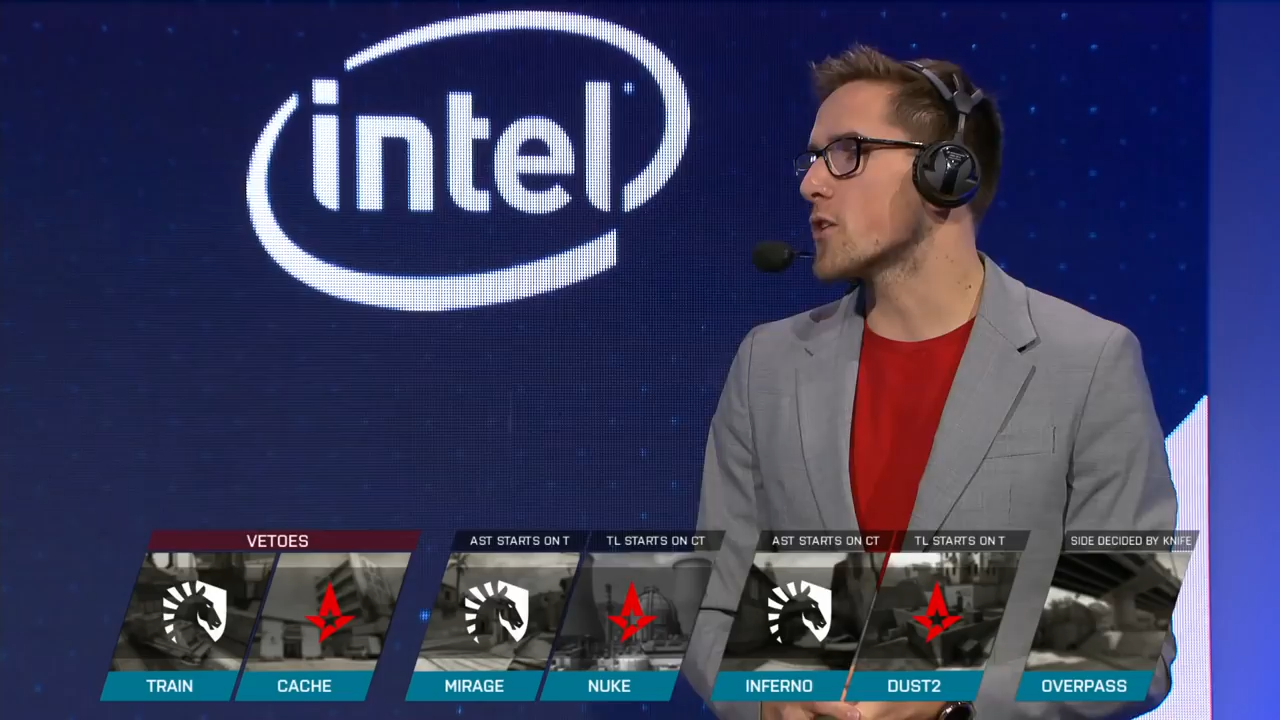 intel
VETOES
AST STARTS ON T
TL STARTS ON CT
AST STARTS ON CT
TL STARTS ON T
SIDE DECIDED BY KNIFE
TRAIN
CACHE
MIRAGE
NUKE
INFERNO
DUST2
OVERPASS